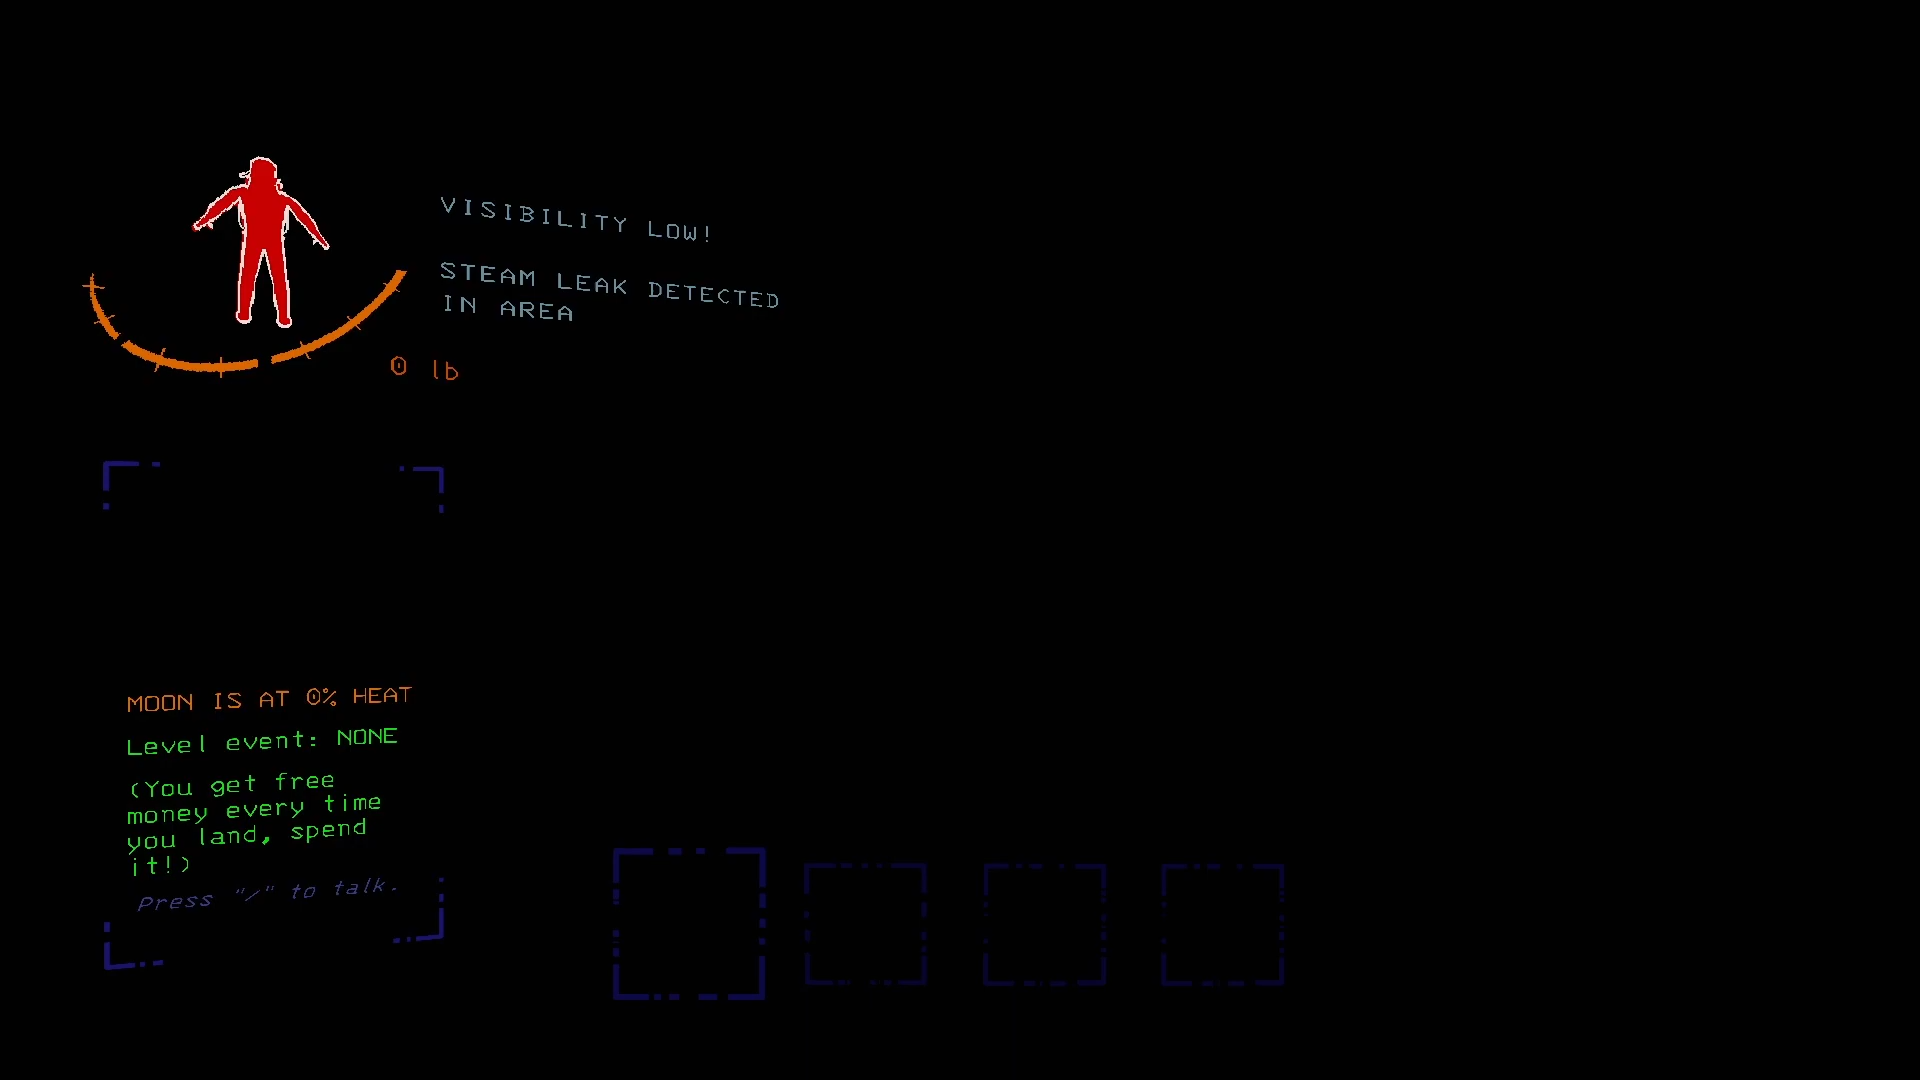 VISIBILITY LOW!
STEAM LEAK DETECTED
IN AREA
0 lb
MOON IS AT 0% HEAT
Level event: NONE
(You get free
money every time
you land, spend
it!)
Press "/" to talk.